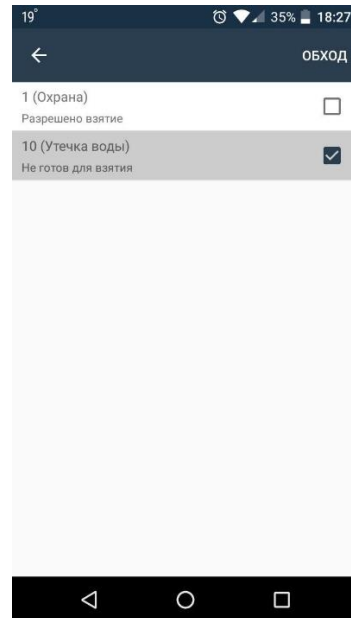 19° 35% 18:27
ОБХОД
1 (Охрана)
Разрешено взятие
10 (Утечка воды)
Не готов для взятия